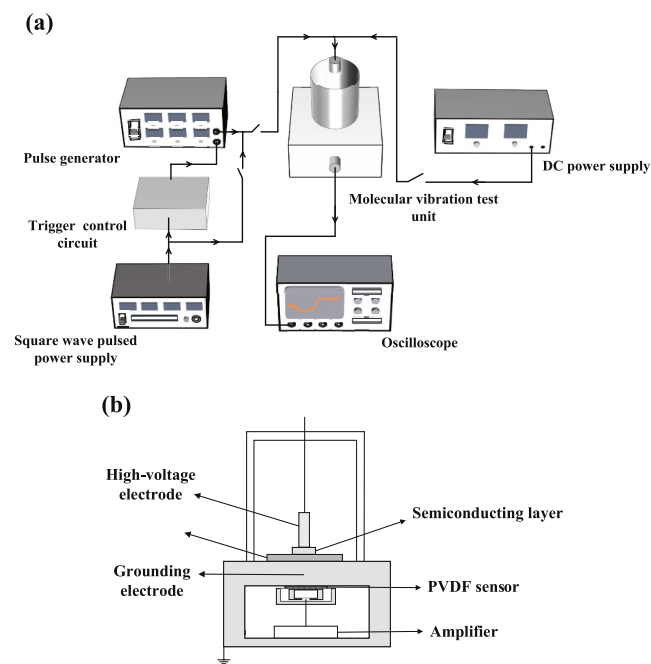 (a)
Pulse generator
DC power supply
Molecular vibration test
unit
Trigger control
circuit
Square wave pulsed
power supply
Oscilloscope
(b)
High-voltage
electrode
Semiconducting layer
Grounding
electrode
PVDF sensor
Amplifier